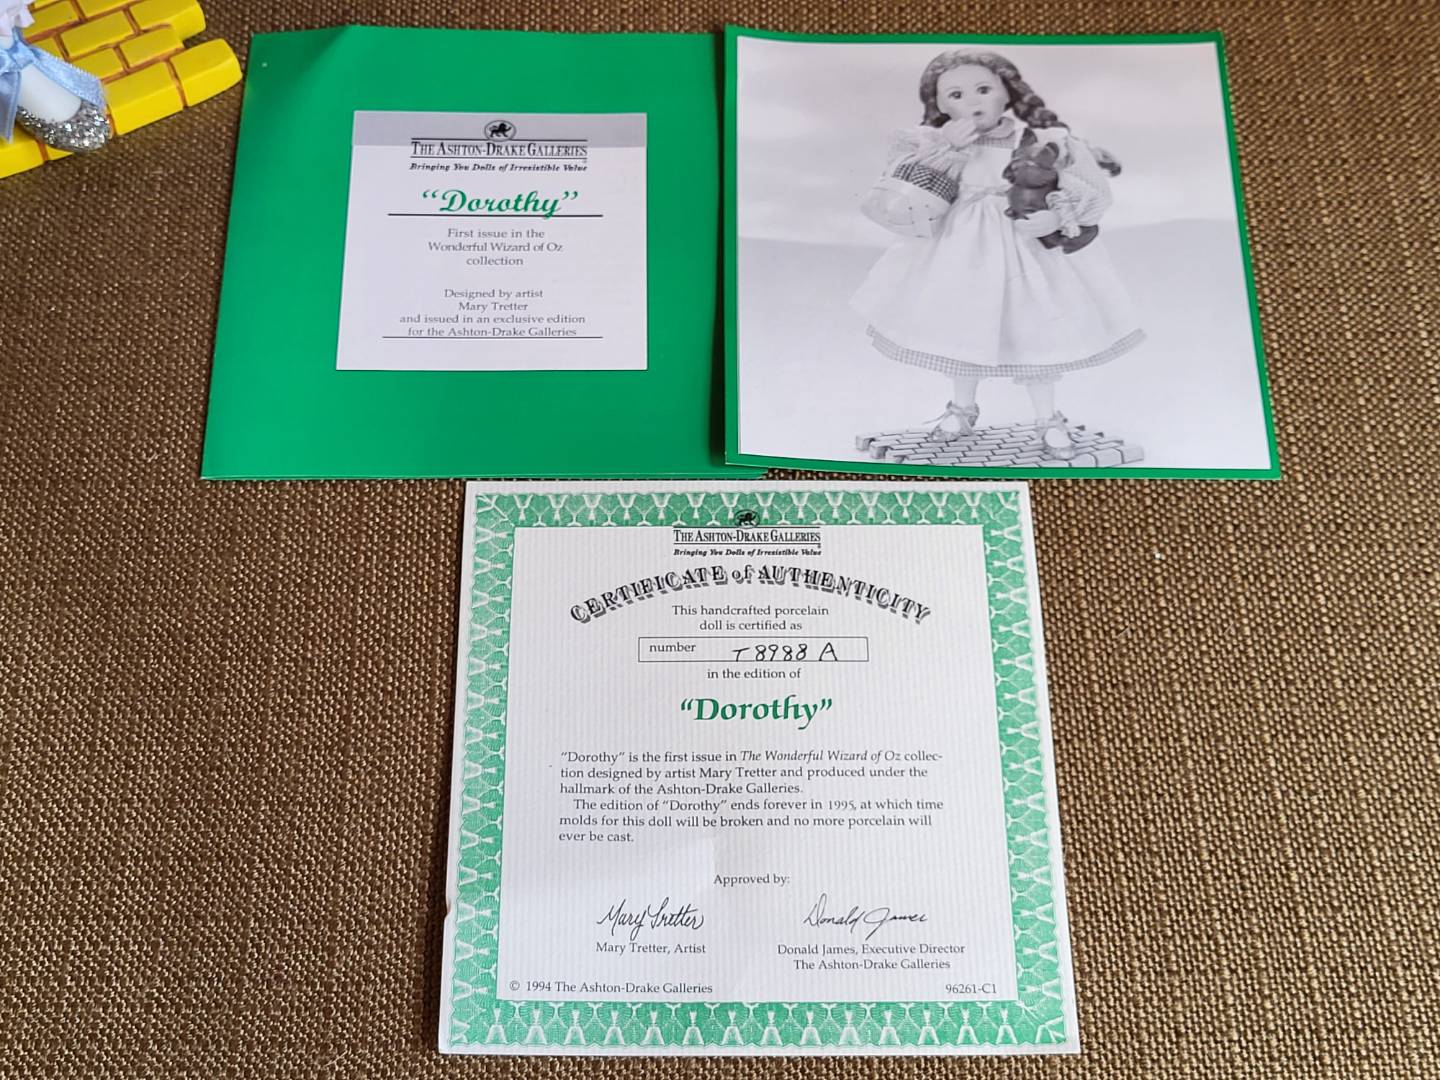 THE ASHTON-DRAKE GALLERIES
Bringing You Dolls of Irresistible Value
“Dorothy”
First issue in the
Wonderful Wizard of Oz
collection
Designed by artist
Mary Tretter
and issued in an exclusive edition
for the Ashton-Drake Galleries
THE ASHTON-DRAKE GALLERIES
Bringing You Dolls of Irresistible Value
CERTIFICATE of AUTHENTICITY
This handcrafted porcelain
doll is certified as
number T8988 A
in the edition of
“Dorothy”
“Dorothy” is the first issue in The Wonderful Wizard of Oz collec-
tion designed by artist Mary Tretter and produced under the
hallmark of the Ashton-Drake Galleries.
The edition of “Dorothy” ends forever in 1995, at which time
molds for this doll will be broken and no more porcelain will
ever be cast.
Approved by:
Mary Tretter Donald James
Mary Tretter, Artist Donald James, Executive Director
The Ashton-Drake Galleries
© 1994 The Ashton-Drake Galleries 96261-C1